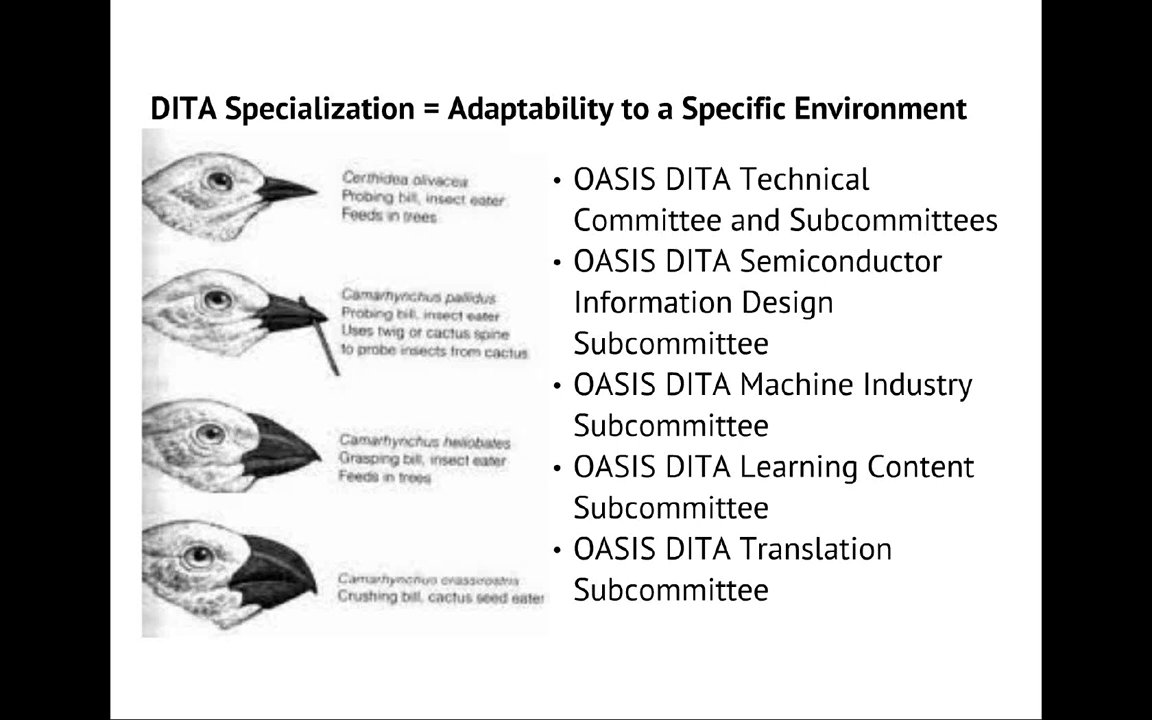 DITA Specialization = Adaptability to a Specific Environment
Certhidea olivacea
Probing bill, insect eater
Feeds in trees
Camarhynchus pallidus
Probing bill, insect eater
Uses twig or cactus spine
to probe insects from cactus
Camarhynchus heliobates
Grasping bill, insect eater
Feeds in trees
Camarhynchus crassirostris
Crushing bill, cactus seed eater
• OASIS DITA Technical
Committee and Subcommittees
• OASIS DITA Semiconductor
Information Design
Subcommittee
• OASIS DITA Machine Industry
Subcommittee
• OASIS DITA Learning Content
Subcommittee
• OASIS DITA Translation
Subcommittee